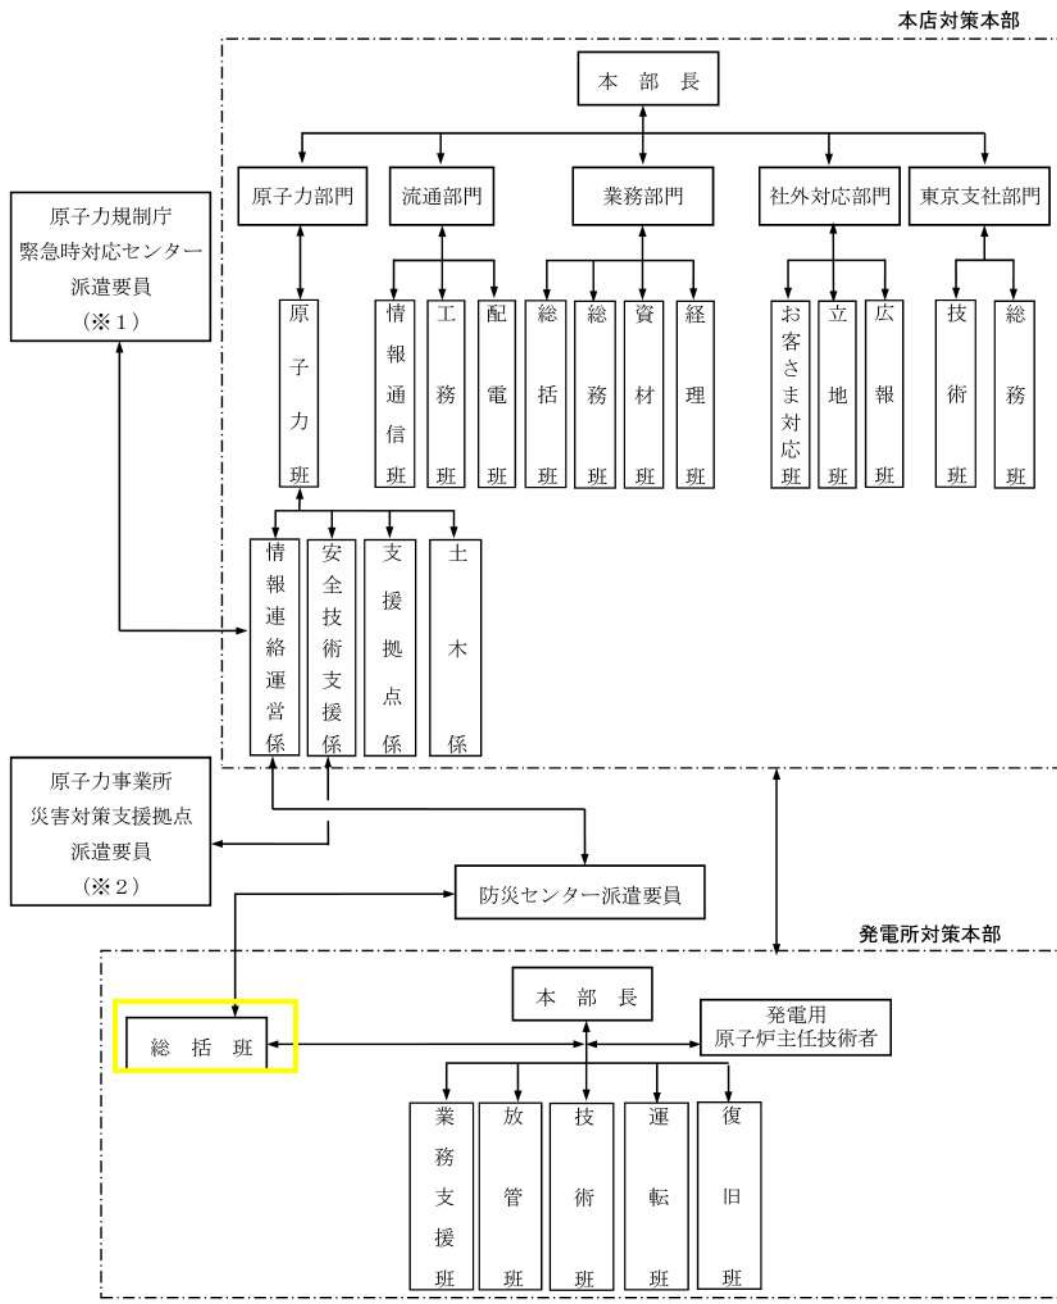 本店対策本部
本部長
原子力部門
流通部門
業務部門
社外対応部門
東京支社部門
原子力規制庁
緊急時対応センター
派遣要員
(※1)
原子力班
情報通信班
工務班
配電班
総括班
総務班
資材班
経理班
お客さま対応班
立地班
広報班
技術班
総務班
情報連絡運営係
安全技術支援係
支援拠点係
土木係
原子力事業所
災害対策支援拠点
派遣要員
(※2)
防災センター派遣要員
発電所対策本部
本部長
総括班
発電用
原子炉主任技術者
業務支援班
放管班
技術班
運転班
復旧班